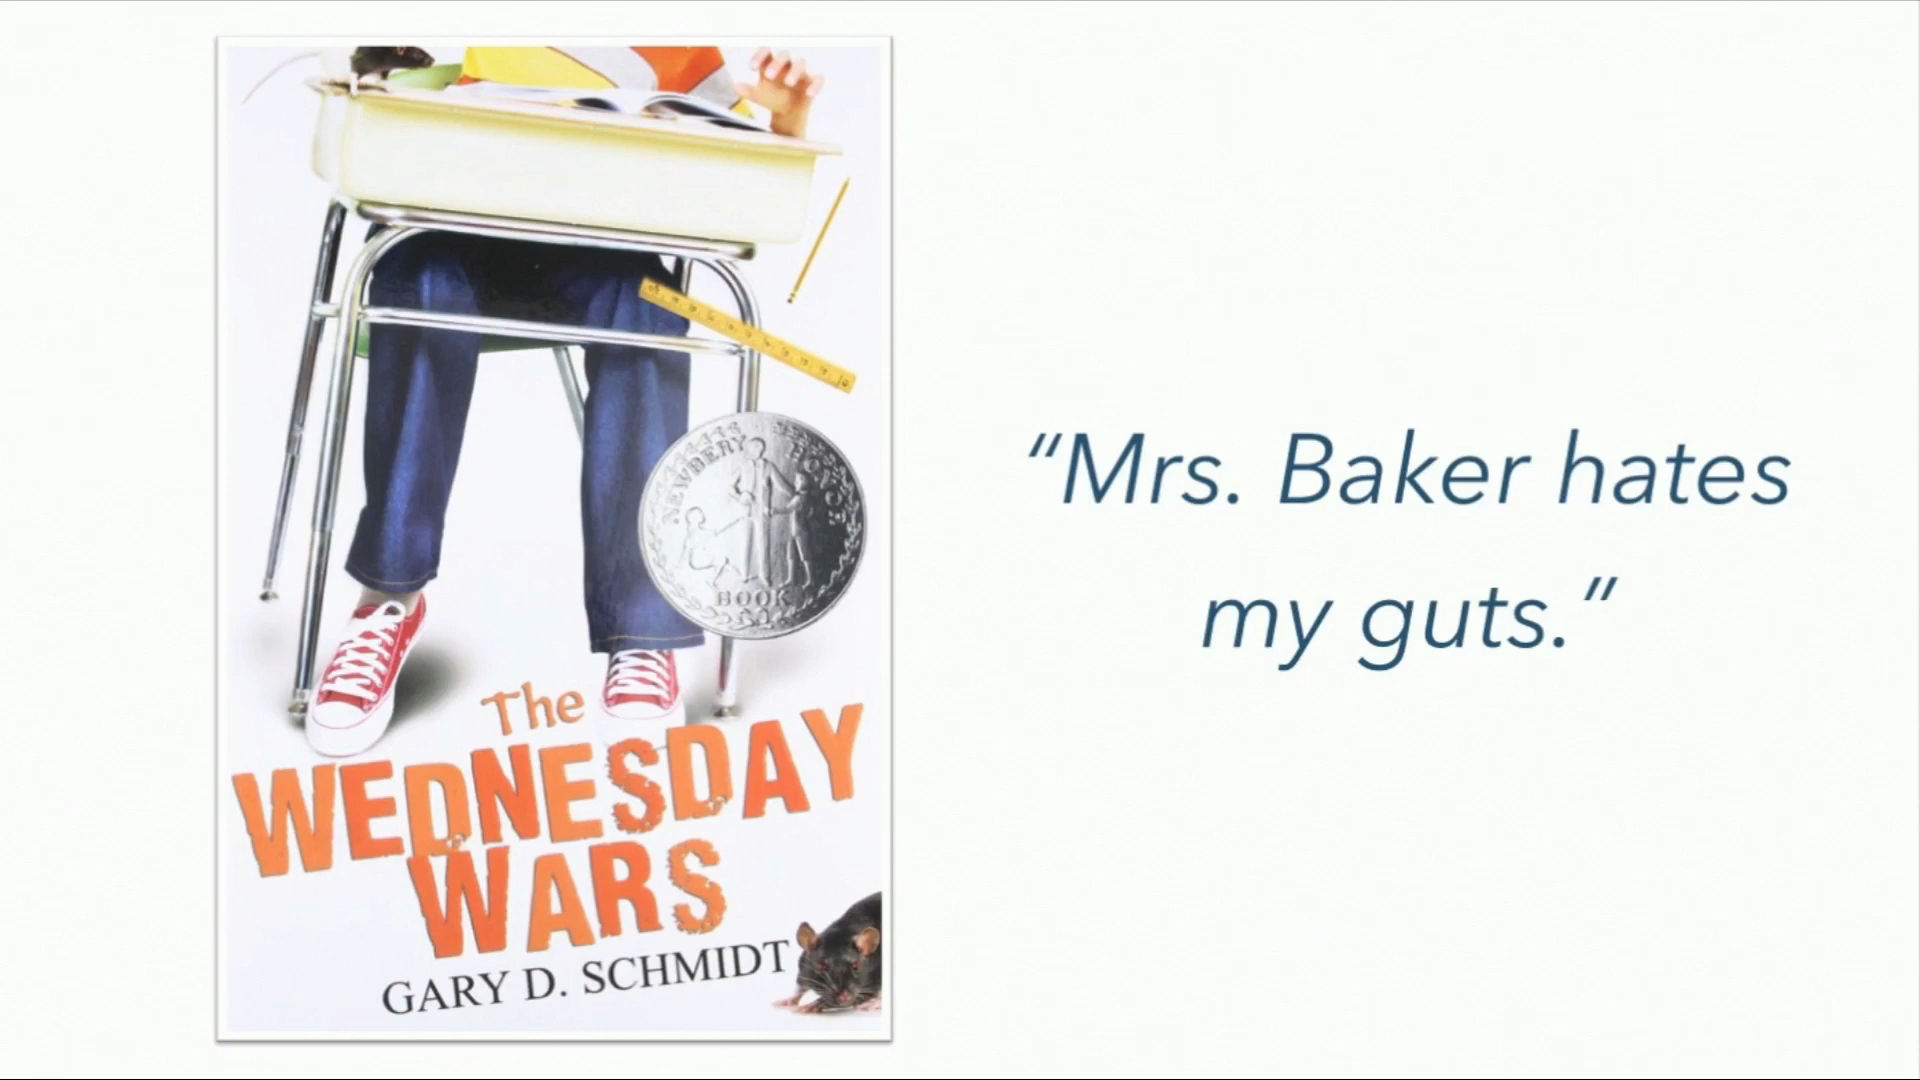 The
WEDNESDAY
WARS
GARY D. SCHMIDT
NEWBERY HONOR
BOOK
“Mrs. Baker hates
my guts.”